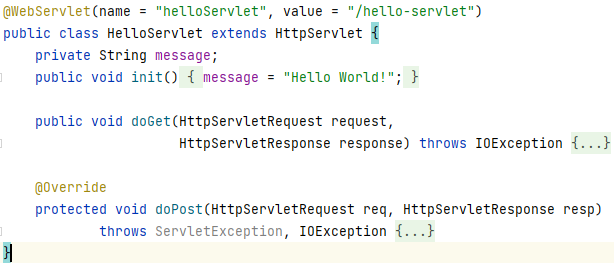 @WebServlet(name = "helloServlet", value = "/hello-servlet")
public class HelloServlet extends HttpServlet {
    private String message;
    public void init() { message = "Hello World!"; }

    public void doGet(HttpServletRequest request,
                      HttpServletResponse response) throws IOException {...}

    @Override
    protected void doPost(HttpServletRequest req, HttpServletResponse resp)
            throws ServletException, IOException {...}
}